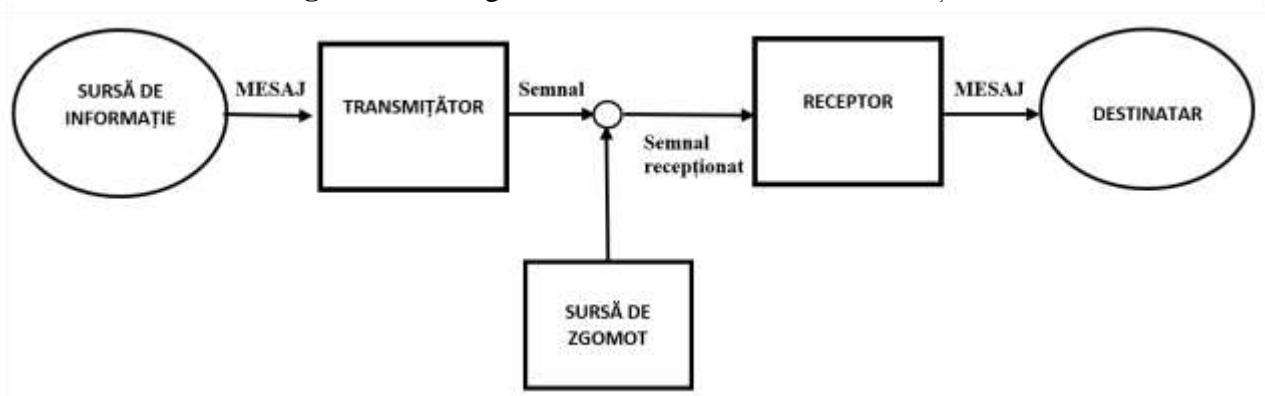 SURSĂ DE
INFORMAȚIE
MESAJ
TRANSMIȚĂTOR
Semnal
Semnal
recepționat
RECEPTOR
MESAJ
DESTINATAR
SURSĂ DE
ZGOMOT